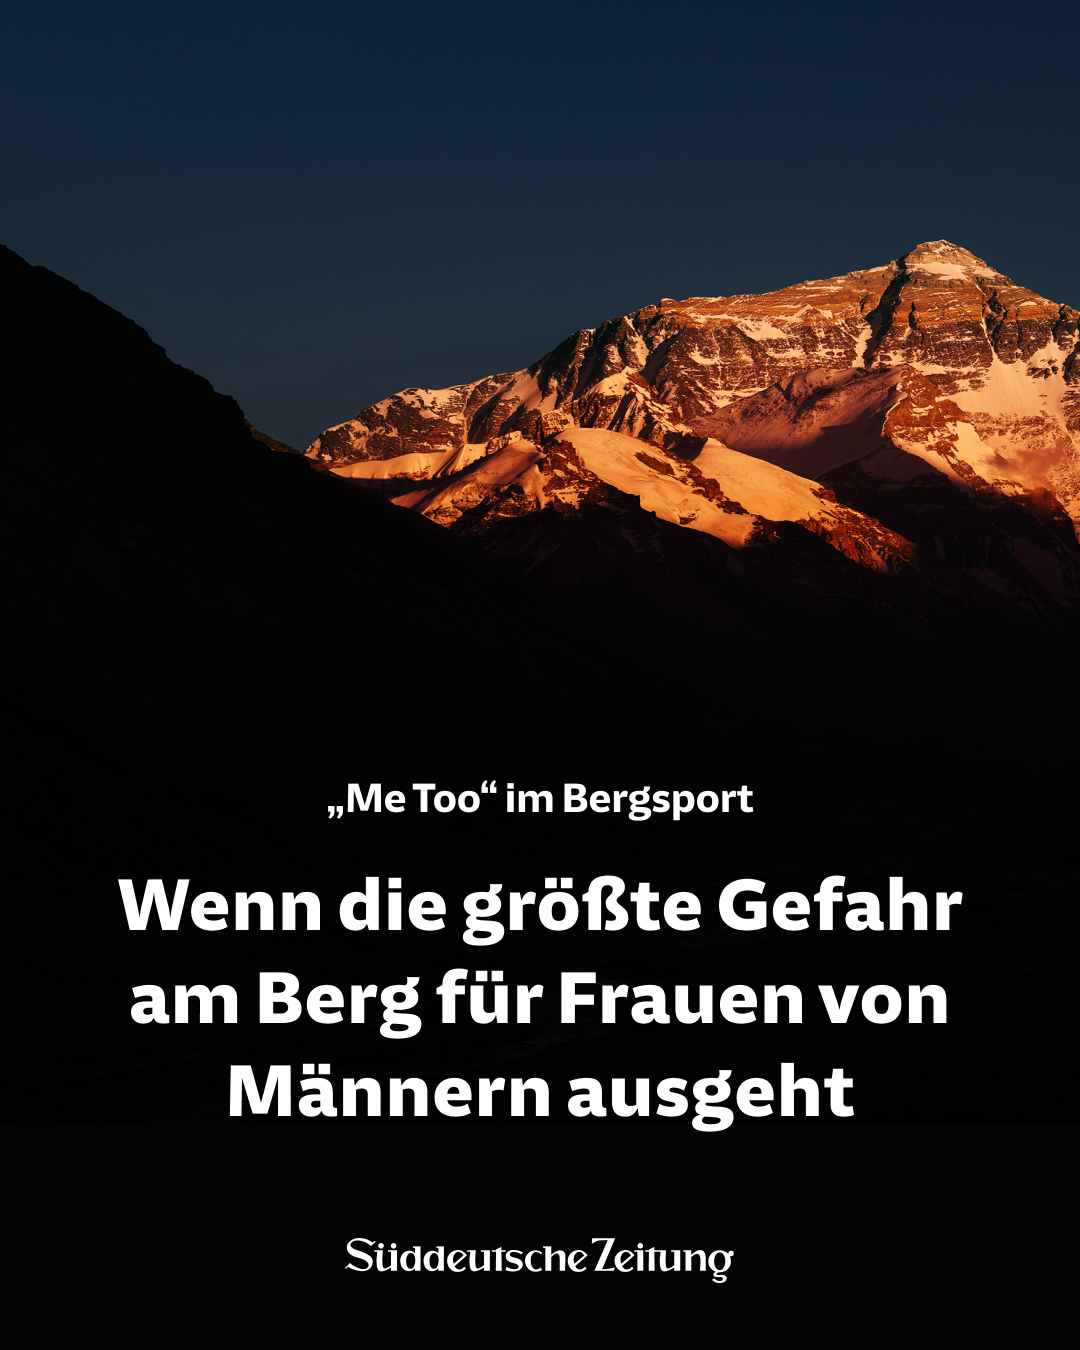 „Me Too“ im Bergsport
Wenn die größte Gefahr
am Berg für Frauen von
Männern ausgeht
Süddeutsche Zeitung